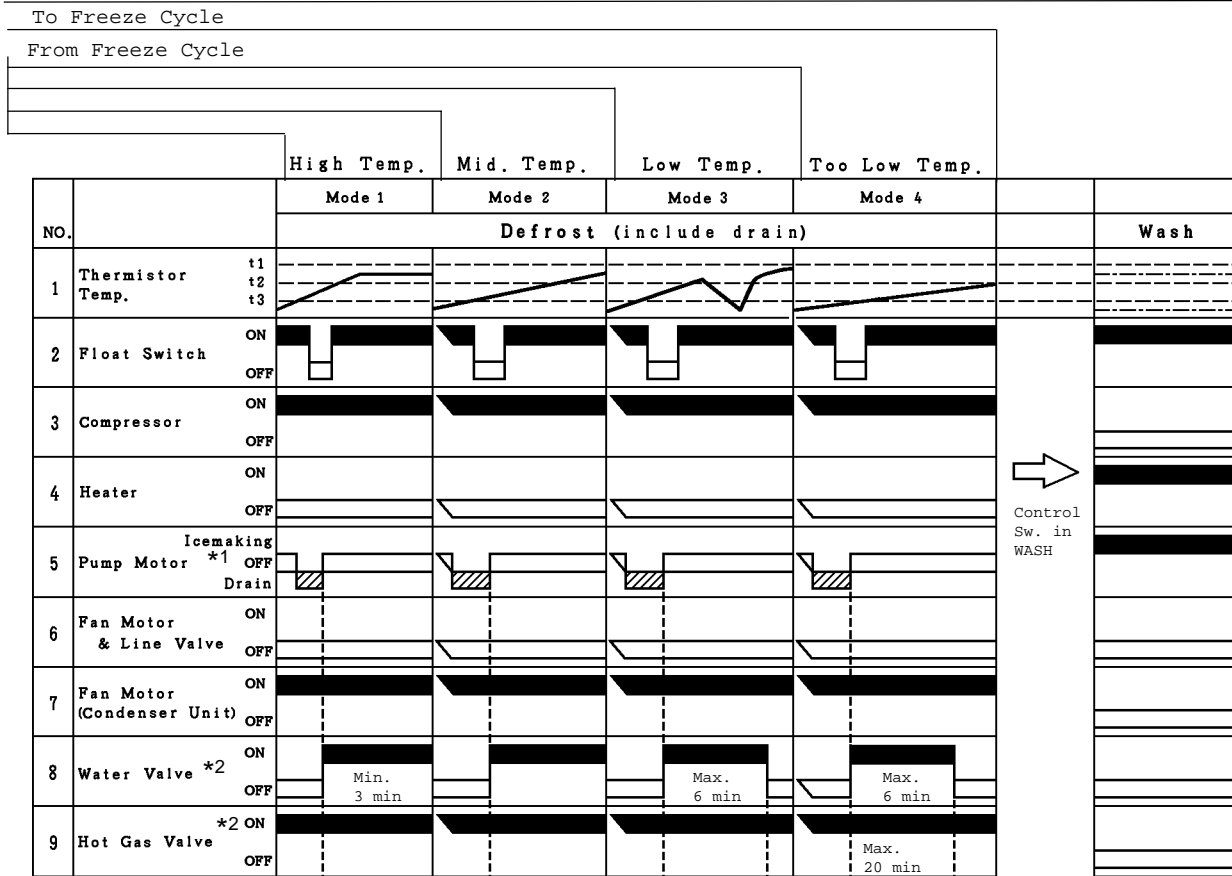 To Freeze Cycle
From Freeze Cycle
High Temp. Mid. Temp. Low Temp. Too Low Temp.
Mode 1 Mode 2 Mode 3 Mode 4
NO. Defrost (include drain) Wash
1 Thermistor Temp. t1 t2 t3
2 Float Switch ON OFF
3 Compressor ON OFF
4 Heater ON OFF
Control Sw. in WASH
5 Pump Motor *1 Icemaking OFF Drain
6 Fan Motor & Line Valve ON OFF
7 Fan Motor (Condenser Unit) ON OFF
8 Water Valve *2 ON OFF Min. 3 min Max. 6 min Max. 6 min
9 Hot Gas Valve *2 ON OFF Max. 20 min